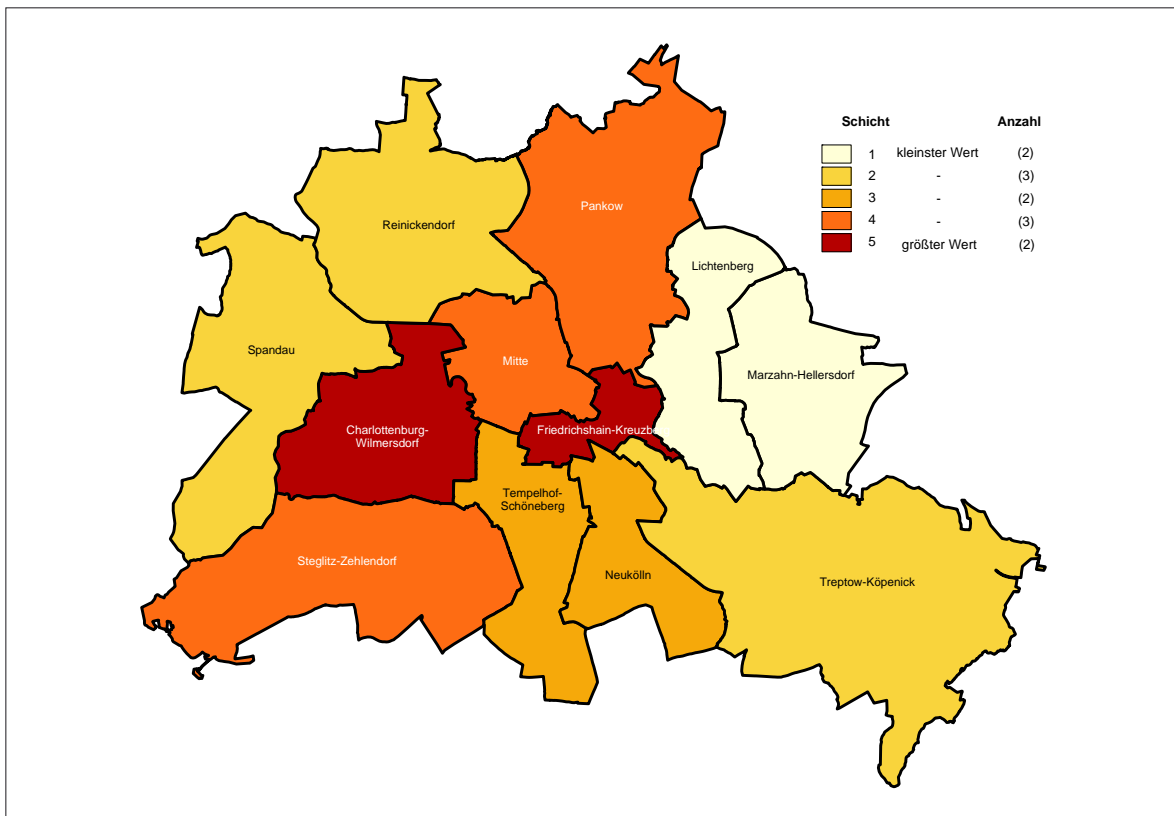 Schicht Anzahl
1 kleinster Wert (2)
2 - (3)
3 - (2)
4 - (3)
5 größter Wert (2)
Pankow
Reinickendorf
Lichtenberg
Spandau
Mitte
Marzahn-Hellersdorf
Charlottenburg-
Wilmersdorf
Friedrichshain-Kreuzberg
Tempelhof-
Schöneberg
Steglitz-Zehlendorf
Neukölln
Treptow-Köpenick